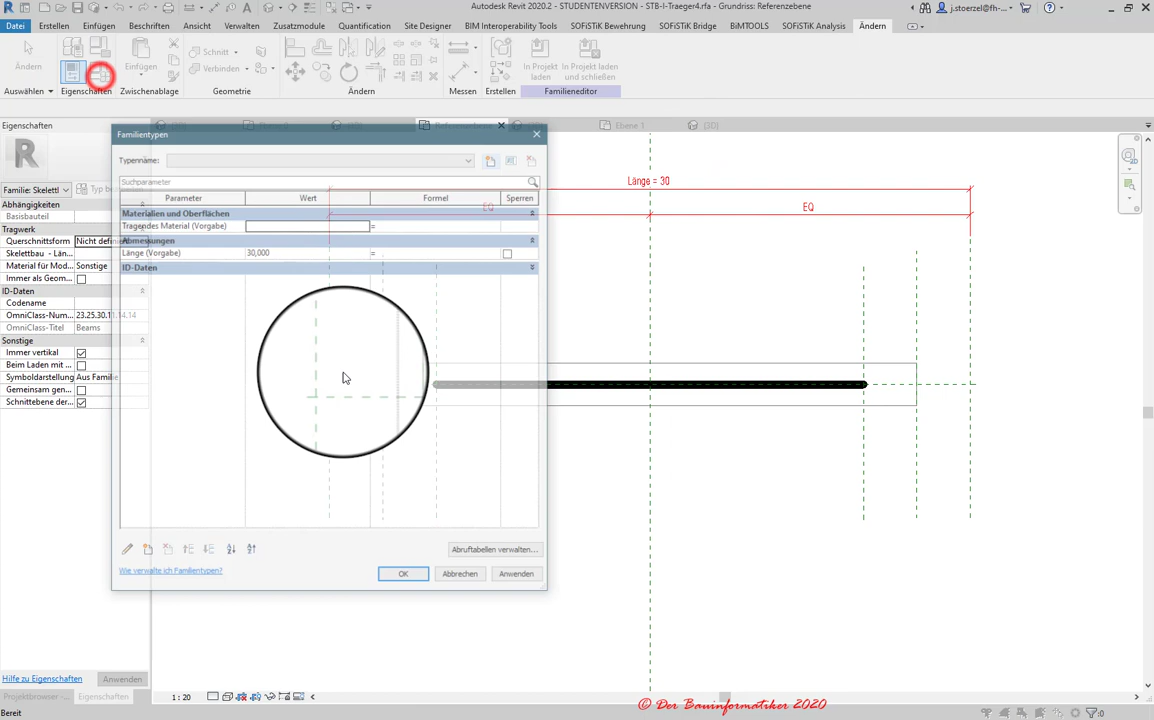 Autodesk Revit 2020.2 - STUDENTENVERSION - STB-I-Traeger4.rfa - Grundriss: Referenzebene
j.stoerzel@fh-...
Datei Erstellen Einfügen Beschriften Ansicht Verwalten Zusatzmodule Quantification Site Designer BIM Interoperability Tools SOFiSTiK Bewehrung BiMTOOLS SOFiSTiK Bridge SOFiSTiK Analysis Ändern
Ändern
Einfügen
Schnitt
Verbinden
In Projekt laden
In Projekt laden und schließen
Auswählen Eigenschaften Zwischenablage Geometrie Ändern Messen Erstellen Familieneditor
Eigenschaften
Ebene 1
Familie: Skelettl
Typ be
Abhängigkeiten
Basisbauteil
Tragwerk
Querschnittsform Nicht defin
Skelettbau - Län...
Material für Mod... Sonstige
Immer als Geom...
ID-Daten
Codename
OmniClass-Num... 23.25.30.11.14.14
OmniClass-Titel Beams
Sonstige
Immer vertikal
Beim Laden mit ...
Symboldarstellung Aus Famili
Gemeinsam gen...
Schnittebene der...
Familientypen
Typenname:
Suchparameter
Parameter Wert Formel Sperren
Materialien und Oberflächen
Tragendes Material (Vorgabe) =
Abmessungen
Länge (Vorgabe) 30,000 =
ID-Daten
Abruftabellen verwalten...
Wie verwalte ich Familientypen?
OK Abbrechen Anwenden
Länge = 30
EQ EQ
Hilfe zu Eigenschaften Anwenden
Projektbrowser -... Eigenschaften
1 : 20
Bereit
:0
© Der Bauinformatiker 2020